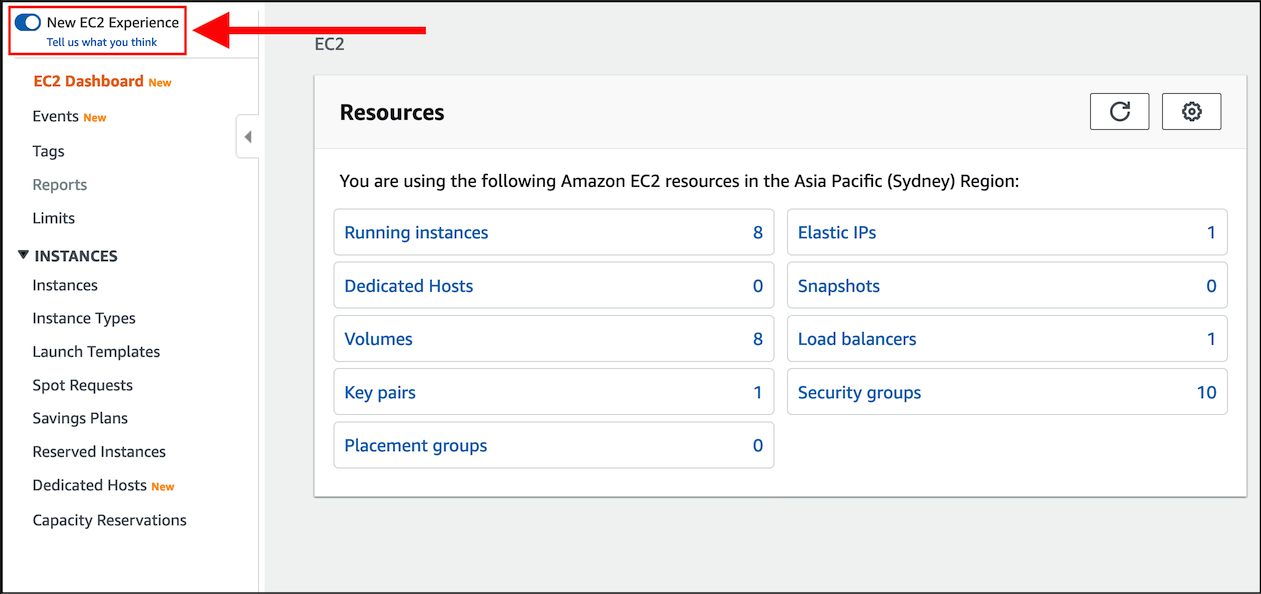 New EC2 Experience
Tell us what you think
EC2 Dashboard New
Events New
Tags
Reports
Limits
INSTANCES
Instances
Instance Types
Launch Templates
Spot Requests
Savings Plans
Reserved Instances
Dedicated Hosts New
Capacity Reservations
EC2
Resources
You are using the following Amazon EC2 resources in the Asia Pacific (Sydney) Region:
Running instances 8
Elastic IPs 1
Dedicated Hosts 0
Snapshots 0
Volumes 8
Load balancers 1
Key pairs 1
Security groups 10
Placement groups 0